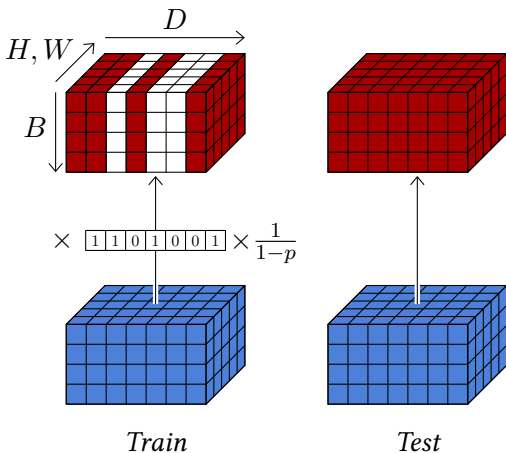 D
H, W
B
× 1 1 0 1 0 0 1 × 1/(1−p)
Train Test